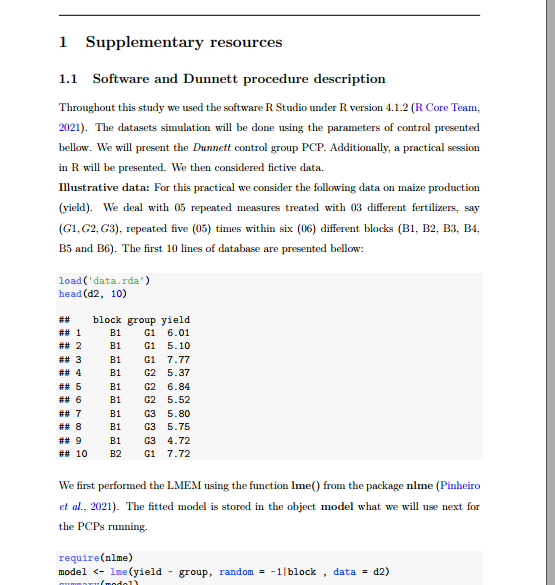 1 Supplementary resources
1.1 Software and Dunnett procedure description
Throughout this study we used the software R Studio under R version 4.1.2 (R Core Team,
2021). The datasets simulation will be done using the parameters of control presented
bellow. We will present the Dunnett control group PCP. Additionally, a practical session
in R will be presented. We then considered fictive data.
Illustrative data: For this practical we consider the following data on maize production
(yield). We deal with 05 repeated measures treated with 03 different fertilizers, say
(G1, G2, G3), repeated five (05) times within six (06) different blocks (B1, B2, B3, B4,
B5 and B6). The first 10 lines of database are presented bellow:
load('data.rda')
head(d2, 10)
## block group yield
## 1 B1 G1 6.01
## 2 B1 G1 5.10
## 3 B1 G1 7.77
## 4 B1 G2 5.37
## 5 B1 G2 6.84
## 6 B1 G2 5.52
## 7 B1 G3 5.80
## 8 B1 G3 5.75
## 9 B1 G3 4.72
## 10 B2 G1 7.72
We first performed the LMEM using the function lme() from the package nlme (Pinheiro
et al., 2021). The fitted model is stored in the object model what we will use next for
the PCPs running.
require(nlme)
model <- lme(yield ~ group, random = ~1|block , data = d2)
summary(model)